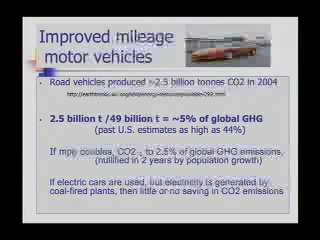 Improved mileage
motor vehicles
Road vehicles produced ~2.5 billion tonnes CO2 in 2004
2.5 billion t /49 billion t = ~5% of global GHG
(past U.S. estimates as high as 44%)
If mpg doubles, CO2 to 2.5% of global GHG emissions,
(nullified in 2 years by population growth)
If electric cars are used, but electricity is generated by
coal-fired plants, then little or no saving in CO2 emissions